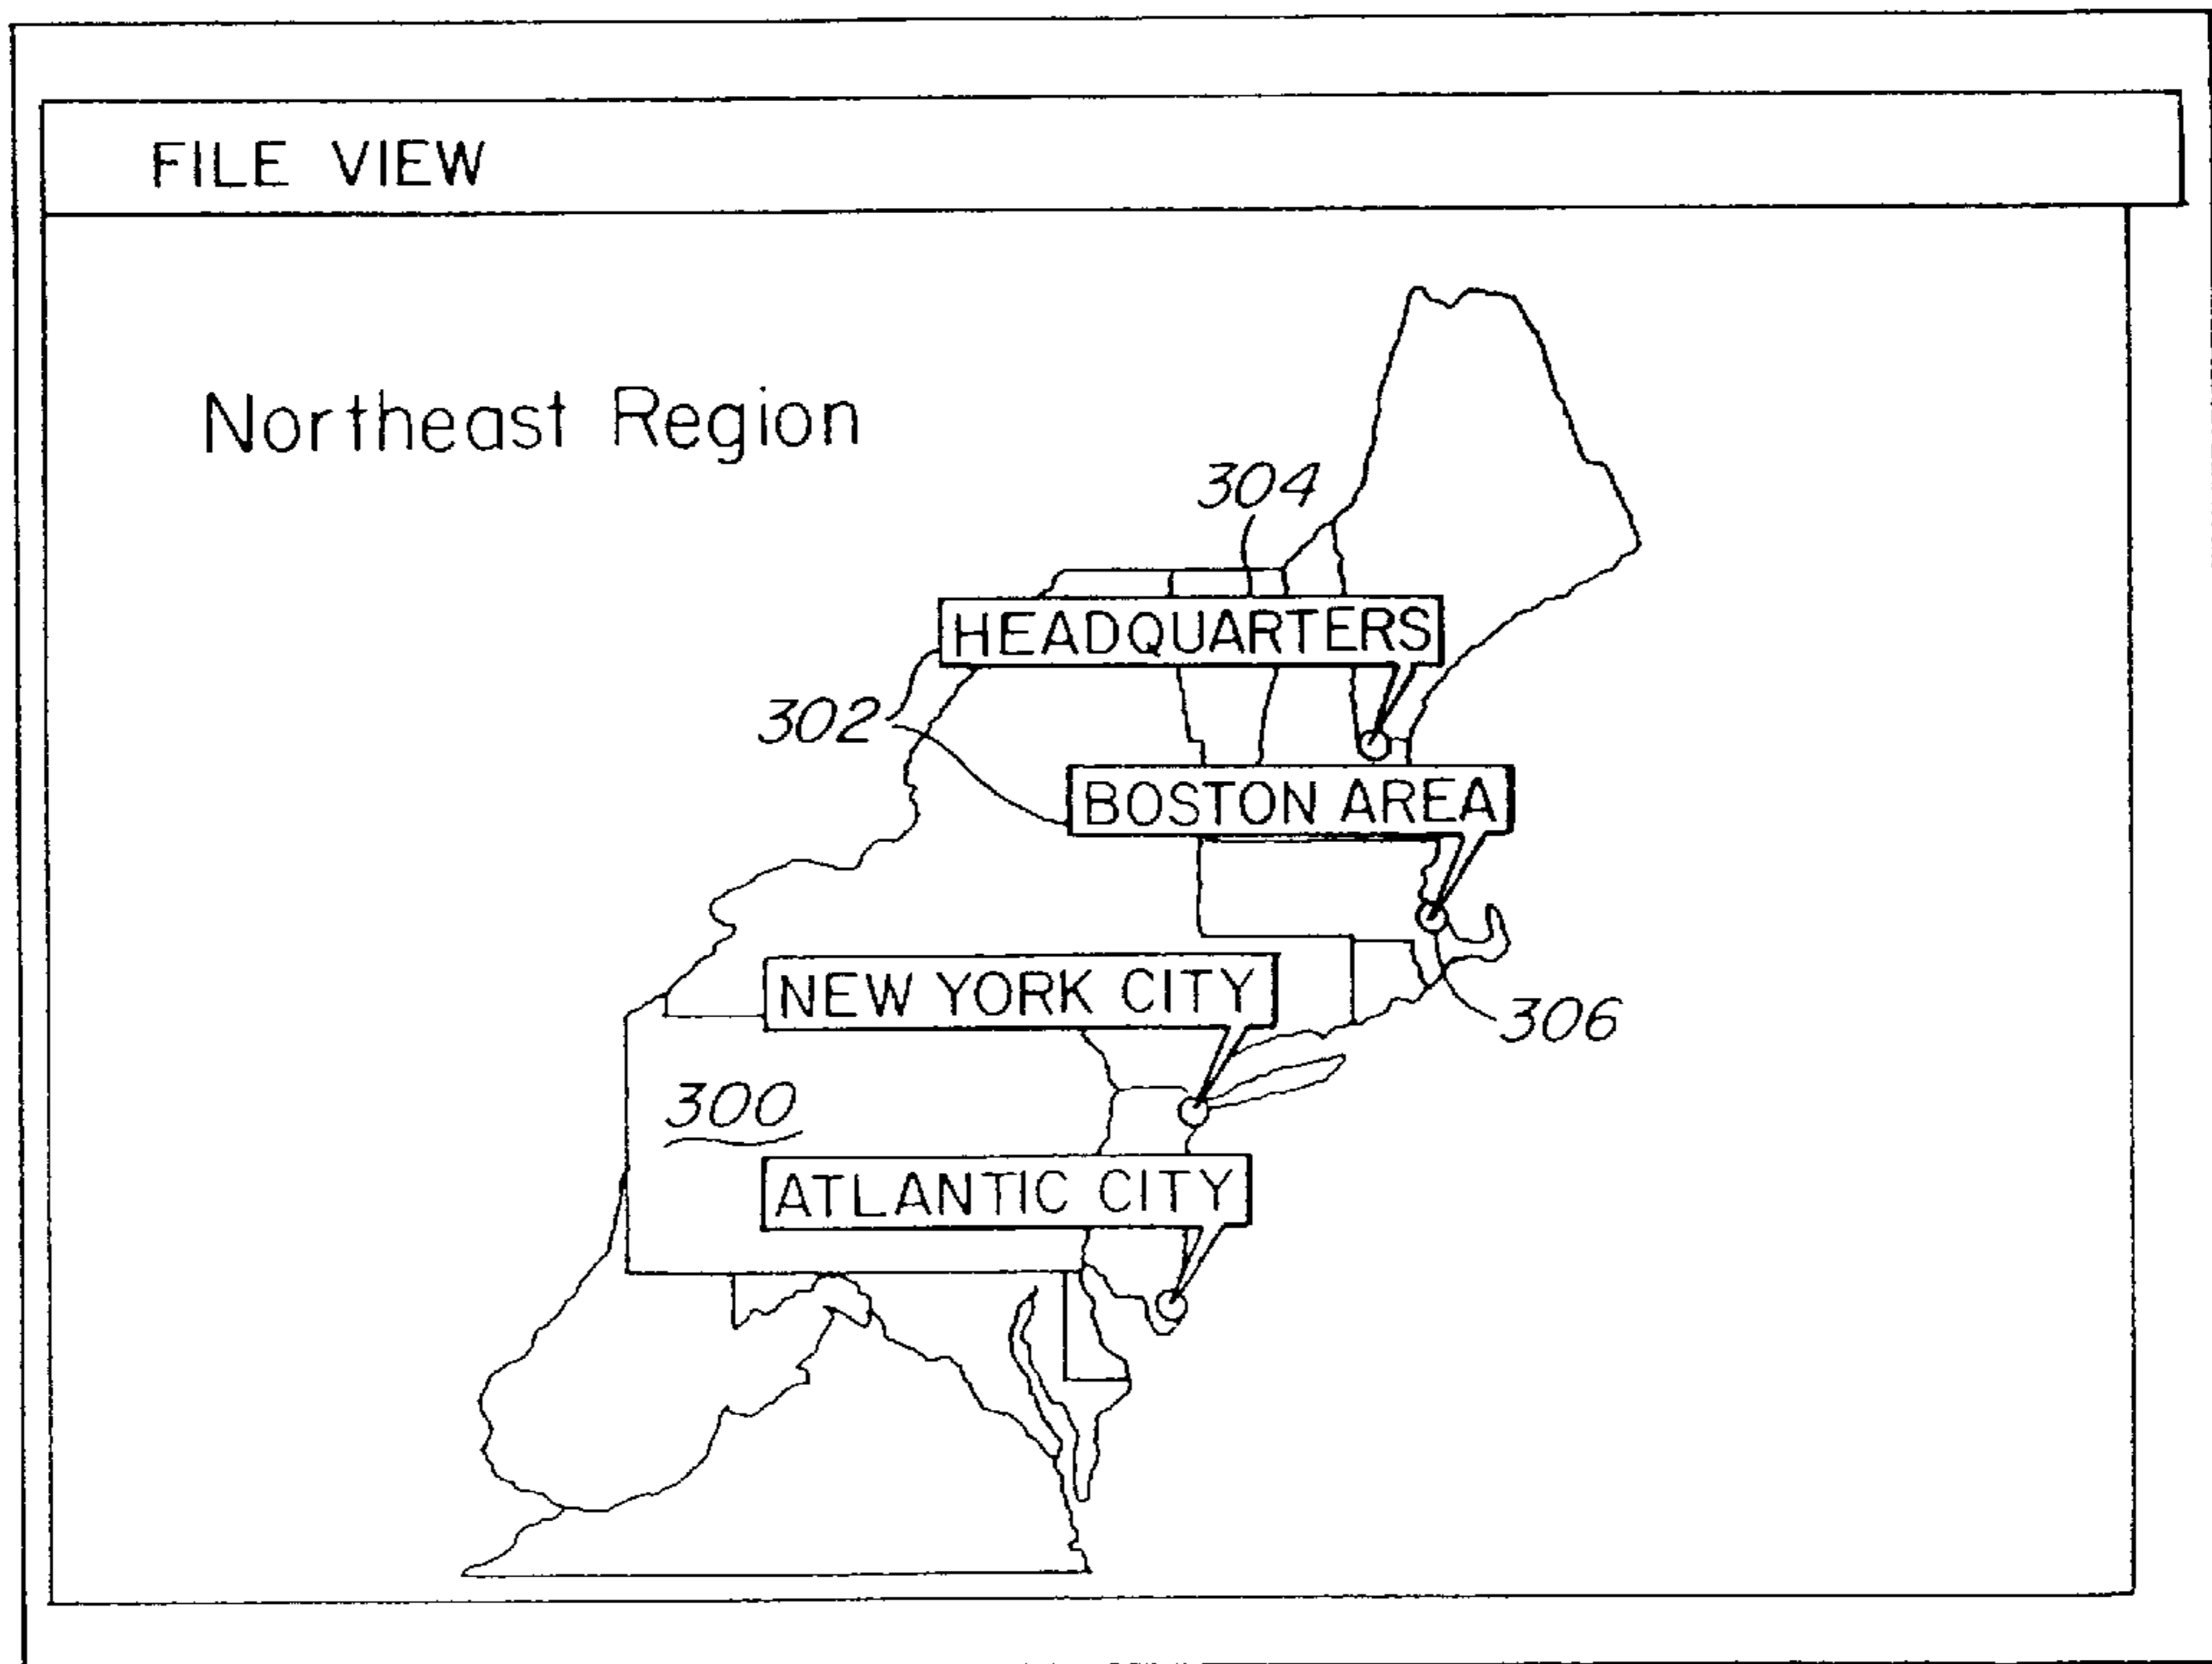 FILE VIEW
Northeast Region
304
HEADQUARTERS
302
BOSTON AREA
NEW YORK CITY
306
300
ATLANTIC CITY